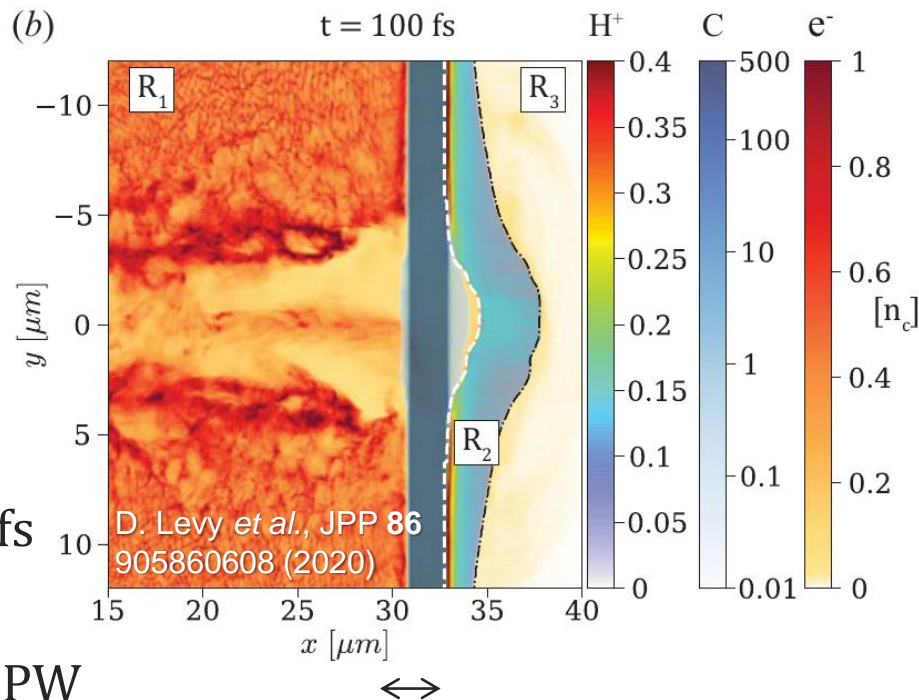 (b)
t = 100 fs
H⁺
C
e⁻
R₁
R₃
R₂
−10
−5
0
5
10
y [μm]
15
20
25
30
35
40
x [μm]
0.4
0.35
0.3
0.25
0.2
0.15
0.1
0.05
0
500
100
10
1
0.1
0.01
1
0.8
0.6
0.4
0.2
0
[n_c]
D. Levy et al., JPP 86
905860608 (2020)
fs
PW